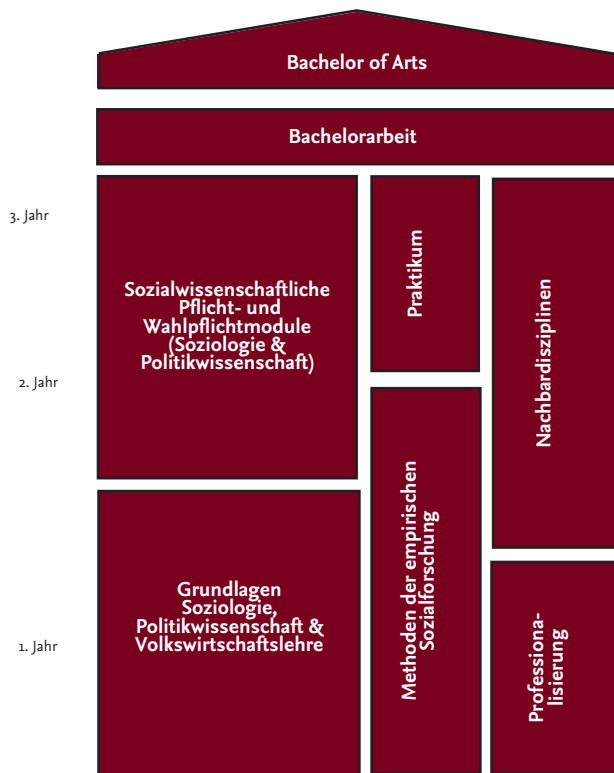 Bachelor of Arts
Bachelorarbeit
3. Jahr
Sozialwissenschaftliche
Pflicht- und
Wahlpflichtmodule
(Soziologie &
Politikwissenschaft)
Praktikum
Nachbardisziplinen
2. Jahr
Grundlagen
Soziologie,
Politikwissenschaft &
Volkswirtschaftslehre
Methoden der empirischen
Sozialforschung
Professiona-
lisierung
1. Jahr